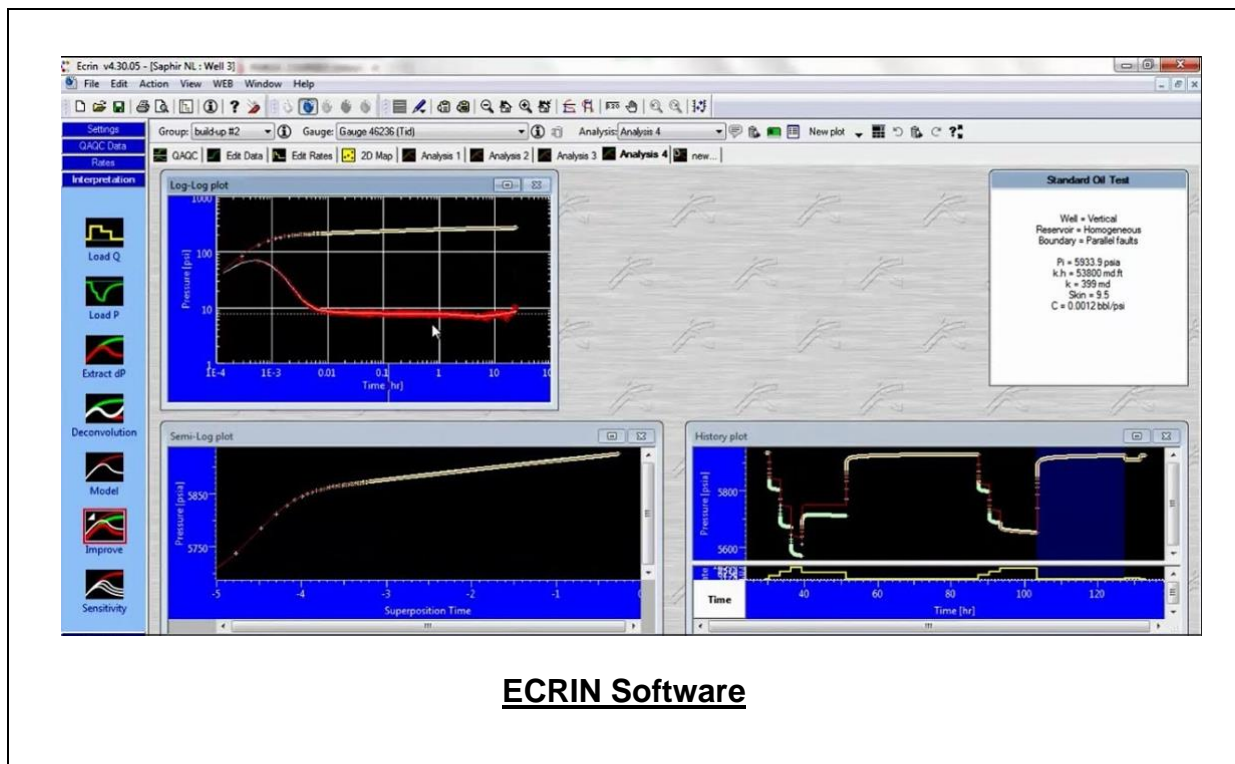 Ecrin v4.30.05 - [Saphir NL : Well 3]
File Edit Action View WEB Window Help
Settings
QAQC Data
Rates
Interpretation
Load Q
Load P
Extract dP
Deconvolution
Model
Improve
Sensitivity
Group: build-up #2 Gauge: Gauge 46236 (Tid) Analysis: Analysis 4 New plot
QAQC Edit Data Edit Rates 2D Map Analysis 1 Analysis 2 Analysis 3 Analysis 4 new...
Log-Log plot
1000
100
10
1
Pressure [psi]
1E-4 1E-3 0.01 0.1 1 10
Time [hr]
Standard Oil Test
Well = Vertical
Reservoir = Homogeneous
Boundary = Parallel faults
Pi = 5933.9 psia
k.h = 53800 md.ft
k = 399 md
Skin = 9.5
C = 0.0012 bbl/psi
Semi-Log plot
5850
5750
Pressure [psia]
-5 -4 -3 -2 -1
Superposition Time
History plot
5800
5600
Pressure [psia]
Time
40 60 80 100 120
Time [hr]
ECRIN Software